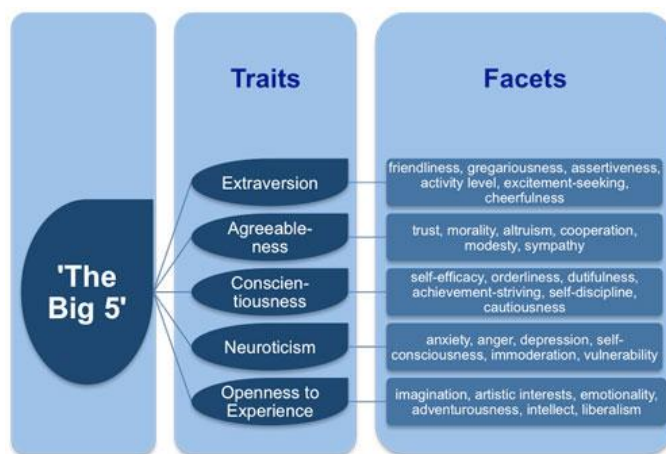 Traits
Facets
'The
Big 5'
Extraversion
friendliness, gregariousness, assertiveness,
activity level, excitement-seeking,
cheerfulness
Agreeable-
ness
trust, morality, altruism, cooperation,
modesty, sympathy
Conscien-
tiousness
self-efficacy, orderliness, dutifulness,
achievement-striving, self-discipline,
cautiousness
Neuroticism
anxiety, anger, depression, self-
consciousness, immoderation, vulnerability
Openness to
Experience
imagination, artistic interests, emotionality,
adventurousness, intellect, liberalism